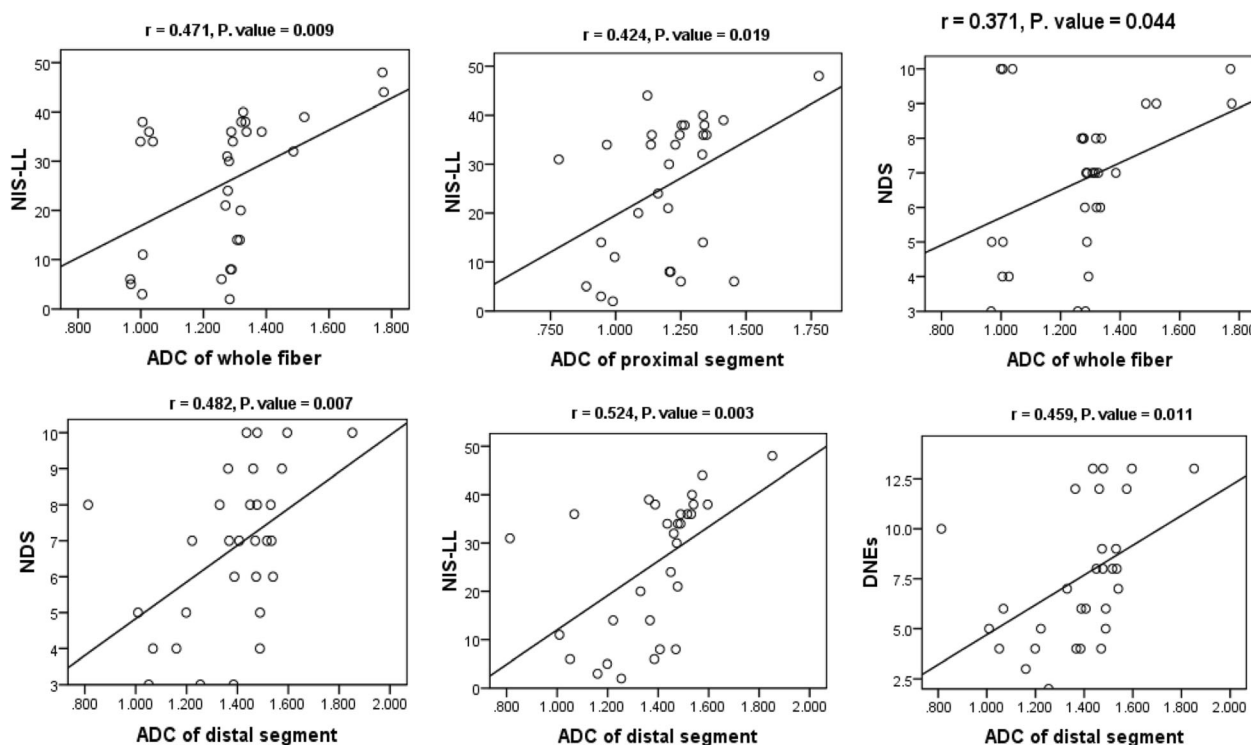 r = 0.471, P. value = 0.009
50
40
30
20
10
0
NIS-LL
.800 1.000 1.200 1.400 1.600 1.800
ADC of whole fiber
r = 0.424, P. value = 0.019
50
40
30
20
10
0
NIS-LL
.750 1.000 1.250 1.500 1.750
ADC of proximal segment
r = 0.371, P. value = 0.044
10
9
8
7
6
5
4
3
NDS
.800 1.000 1.200 1.400 1.600 1.800
ADC of whole fiber
r = 0.482, P. value = 0.007
10
9
8
7
6
5
4
3
NDS
.800 1.000 1.200 1.400 1.600 1.800 2.000
ADC of distal segment
r = 0.524, P. value = 0.003
50
40
30
20
10
0
NIS-LL
.800 1.000 1.200 1.400 1.600 1.800 2.000
ADC of distal segment
r = 0.459, P. value = 0.011
12.5
10.0
7.5
5.0
2.5
DNEs
.800 1.000 1.200 1.400 1.600 1.800 2.000
ADC of distal segment